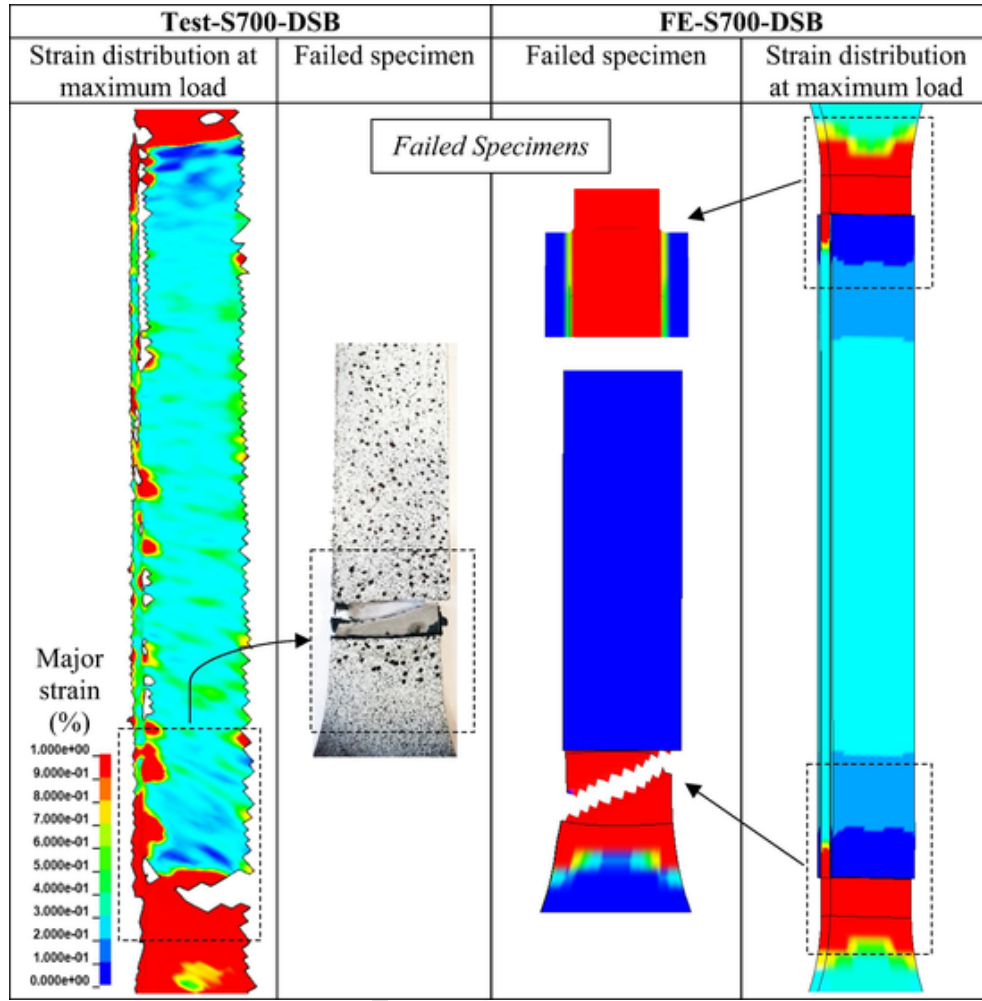 Test-S700-DSB
FE-S700-DSB
Strain distribution at
maximum load
Failed specimen
Failed specimen
Strain distribution
at maximum load
Failed Specimens
Major
strain
(%)
1.000e+00
9.000e-01
8.000e-01
7.000e-01
6.000e-01
5.000e-01
4.000e-01
3.000e-01
2.000e-01
1.000e-01
0.000e+00